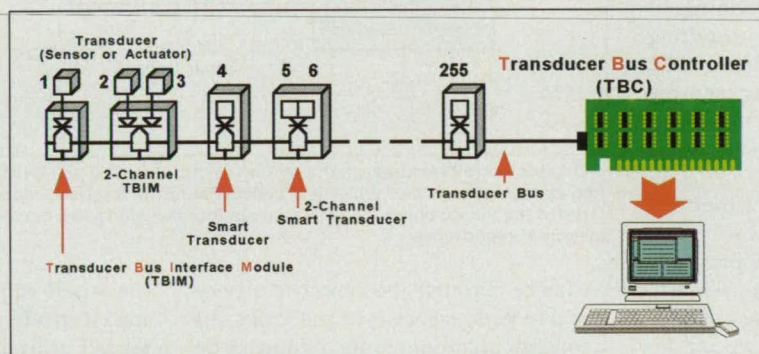 Transducer
(Sensor or Actuator)
1 2 3 4 5 6 255
Transducer Bus Controller
(TBC)
2-Channel
TBIM
Transducer Bus
Smart
Transducer
2-Channel
Smart Transducer
Transducer Bus Interface Module
(TBIM)